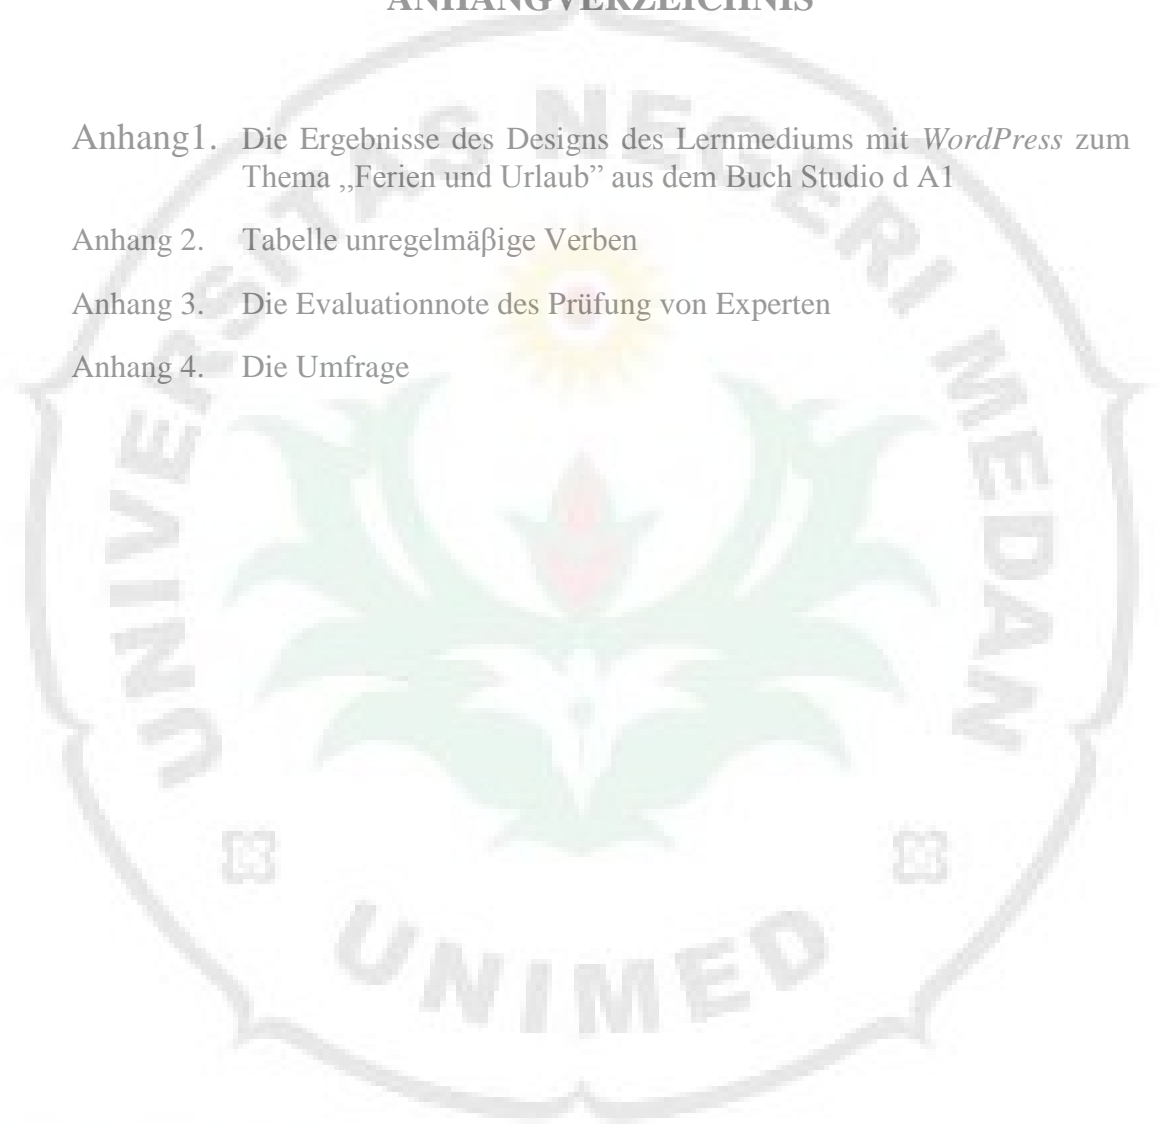 ANHANGVERZEICHNIS
Anhang1. Die Ergebnisse des Designs des Lernmediums mit WordPress zum
Thema „Ferien und Urlaub” aus dem Buch Studio d A1
Anhang 2. Tabelle unregelmäβige Verben
Anhang 3. Die Evaluationnote des Prüfung von Experten
Anhang 4. Die Umfrage
UNIVERSITAS NEGERI MEDAN
UNIMED